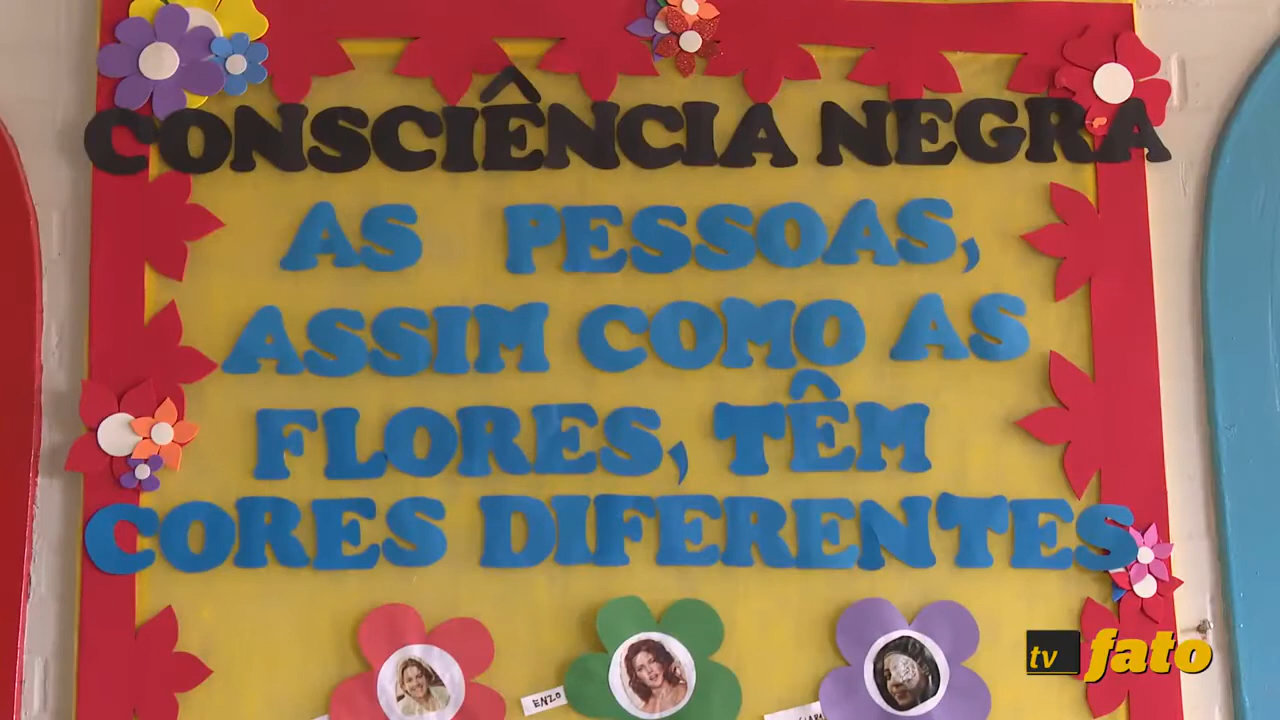 CONSCIÊNCIA NEGRA
AS PESSOAS,
ASSIM COMO AS
FLORES, TÊM
CORES DIFERENTES
ENZO
tv fato